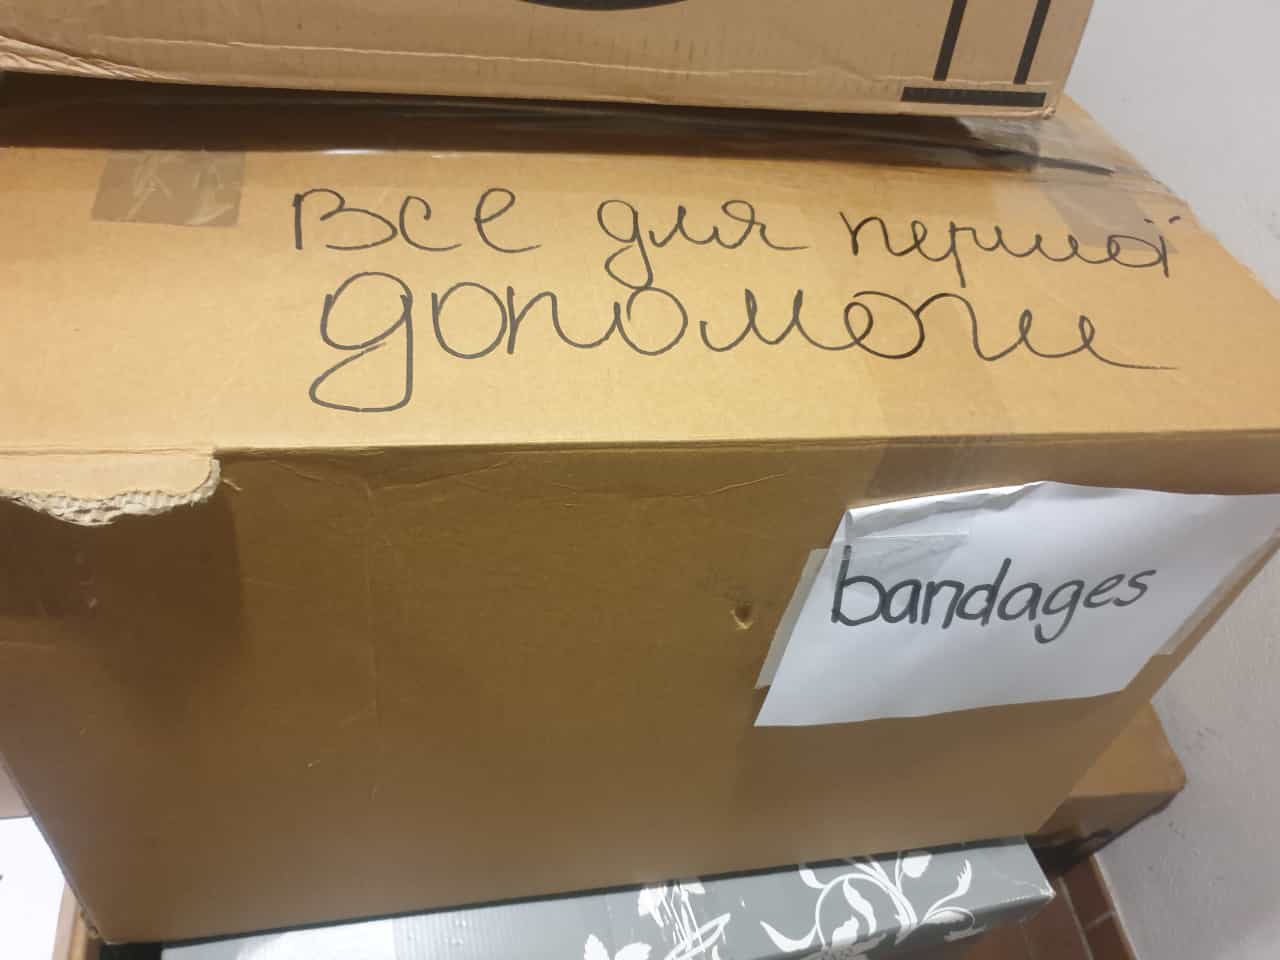 Все для першої
допомоги
bandages